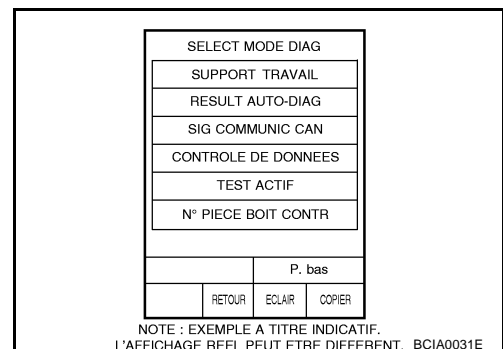 SELECT MODE DIAG
SUPPORT TRAVAIL
RESULT AUTO-DIAG
SIG COMMUNIC CAN
CONTROLE DE DONNEES
TEST ACTIF
N° PIECE BOIT CONTR
P. bas
RETOUR ECLAIR COPIER
NOTE : EXEMPLE A TITRE INDICATIF.
L'AFFICHAGE REEL PEUT ETRE DIFFERENT. BCIA0031E